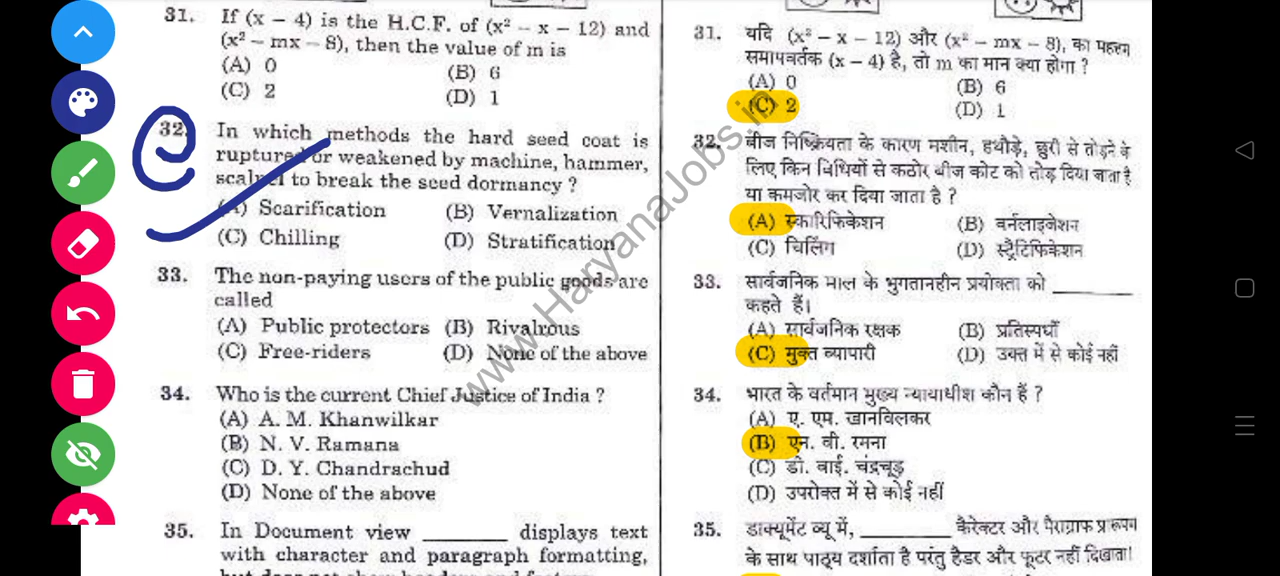 31. If (x – 4) is the H.C.F. of (x² – x – 12) and
(x² – mx – 8), then the value of m is
(A) 0 (B) 6
(C) 2 (D) 1
32. In which methods the hard seed coat is
ruptured or weakened by machine, hammer,
scalpel to break the seed dormancy ?
(A) Scarification (B) Vernalization
(C) Chilling (D) Stratification
33. The non-paying users of the public goods are
called
(A) Public protectors (B) Rivalrous
(C) Free-riders (D) None of the above
34. Who is the current Chief Justice of India ?
(A) A. M. Khanwilkar
(B) N. V. Ramana
(C) D. Y. Chandrachud
(D) None of the above
35. In Document view ________ displays text
with character and paragraph formatting,
31. यदि (x² – x – 12) और (x² – mx – 8), का महत्तम
समापवर्तक (x – 4) है, तो m का मान क्या होगा ?
(A) 0 (B) 6
(C) 2 (D) 1
32. बीज निष्क्रियता के कारण मशीन, हथौड़े, छुरी से तोड़ने के
लिए किन विधियों से कठोर बीज कोट को तोड़ दिया जाता है
या कमजोर कर दिया जाता है ?
(A) स्कारिफिकेशन (B) वर्नलाइजेशन
(C) चिलिंग (D) स्ट्रैटिफिकेशन
33. सार्वजनिक माल के भुगतानहीन प्रयोक्ता को ________
कहते हैं।
(A) सार्वजनिक रक्षक (B) प्रतिस्पर्धी
(C) मुक्त व्यापारी (D) उक्त में से कोई नहीं
34. भारत के वर्तमान मुख्य न्यायाधीश कौन हैं ?
(A) ए. एम. खानविलकर
(B) एन. वी. रमना
(C) डी. वाई. चंद्रचूड़
(D) उपरोक्त में से कोई नहीं
35. डाक्यूमेंट व्यू में, ________ कैरेक्टर और पैराग्राफ प्रारूपण
के साथ पाठ्य दर्शाता है परंतु हैडर और फूटर नहीं दिखाता।
www.HaryanaJobs.in